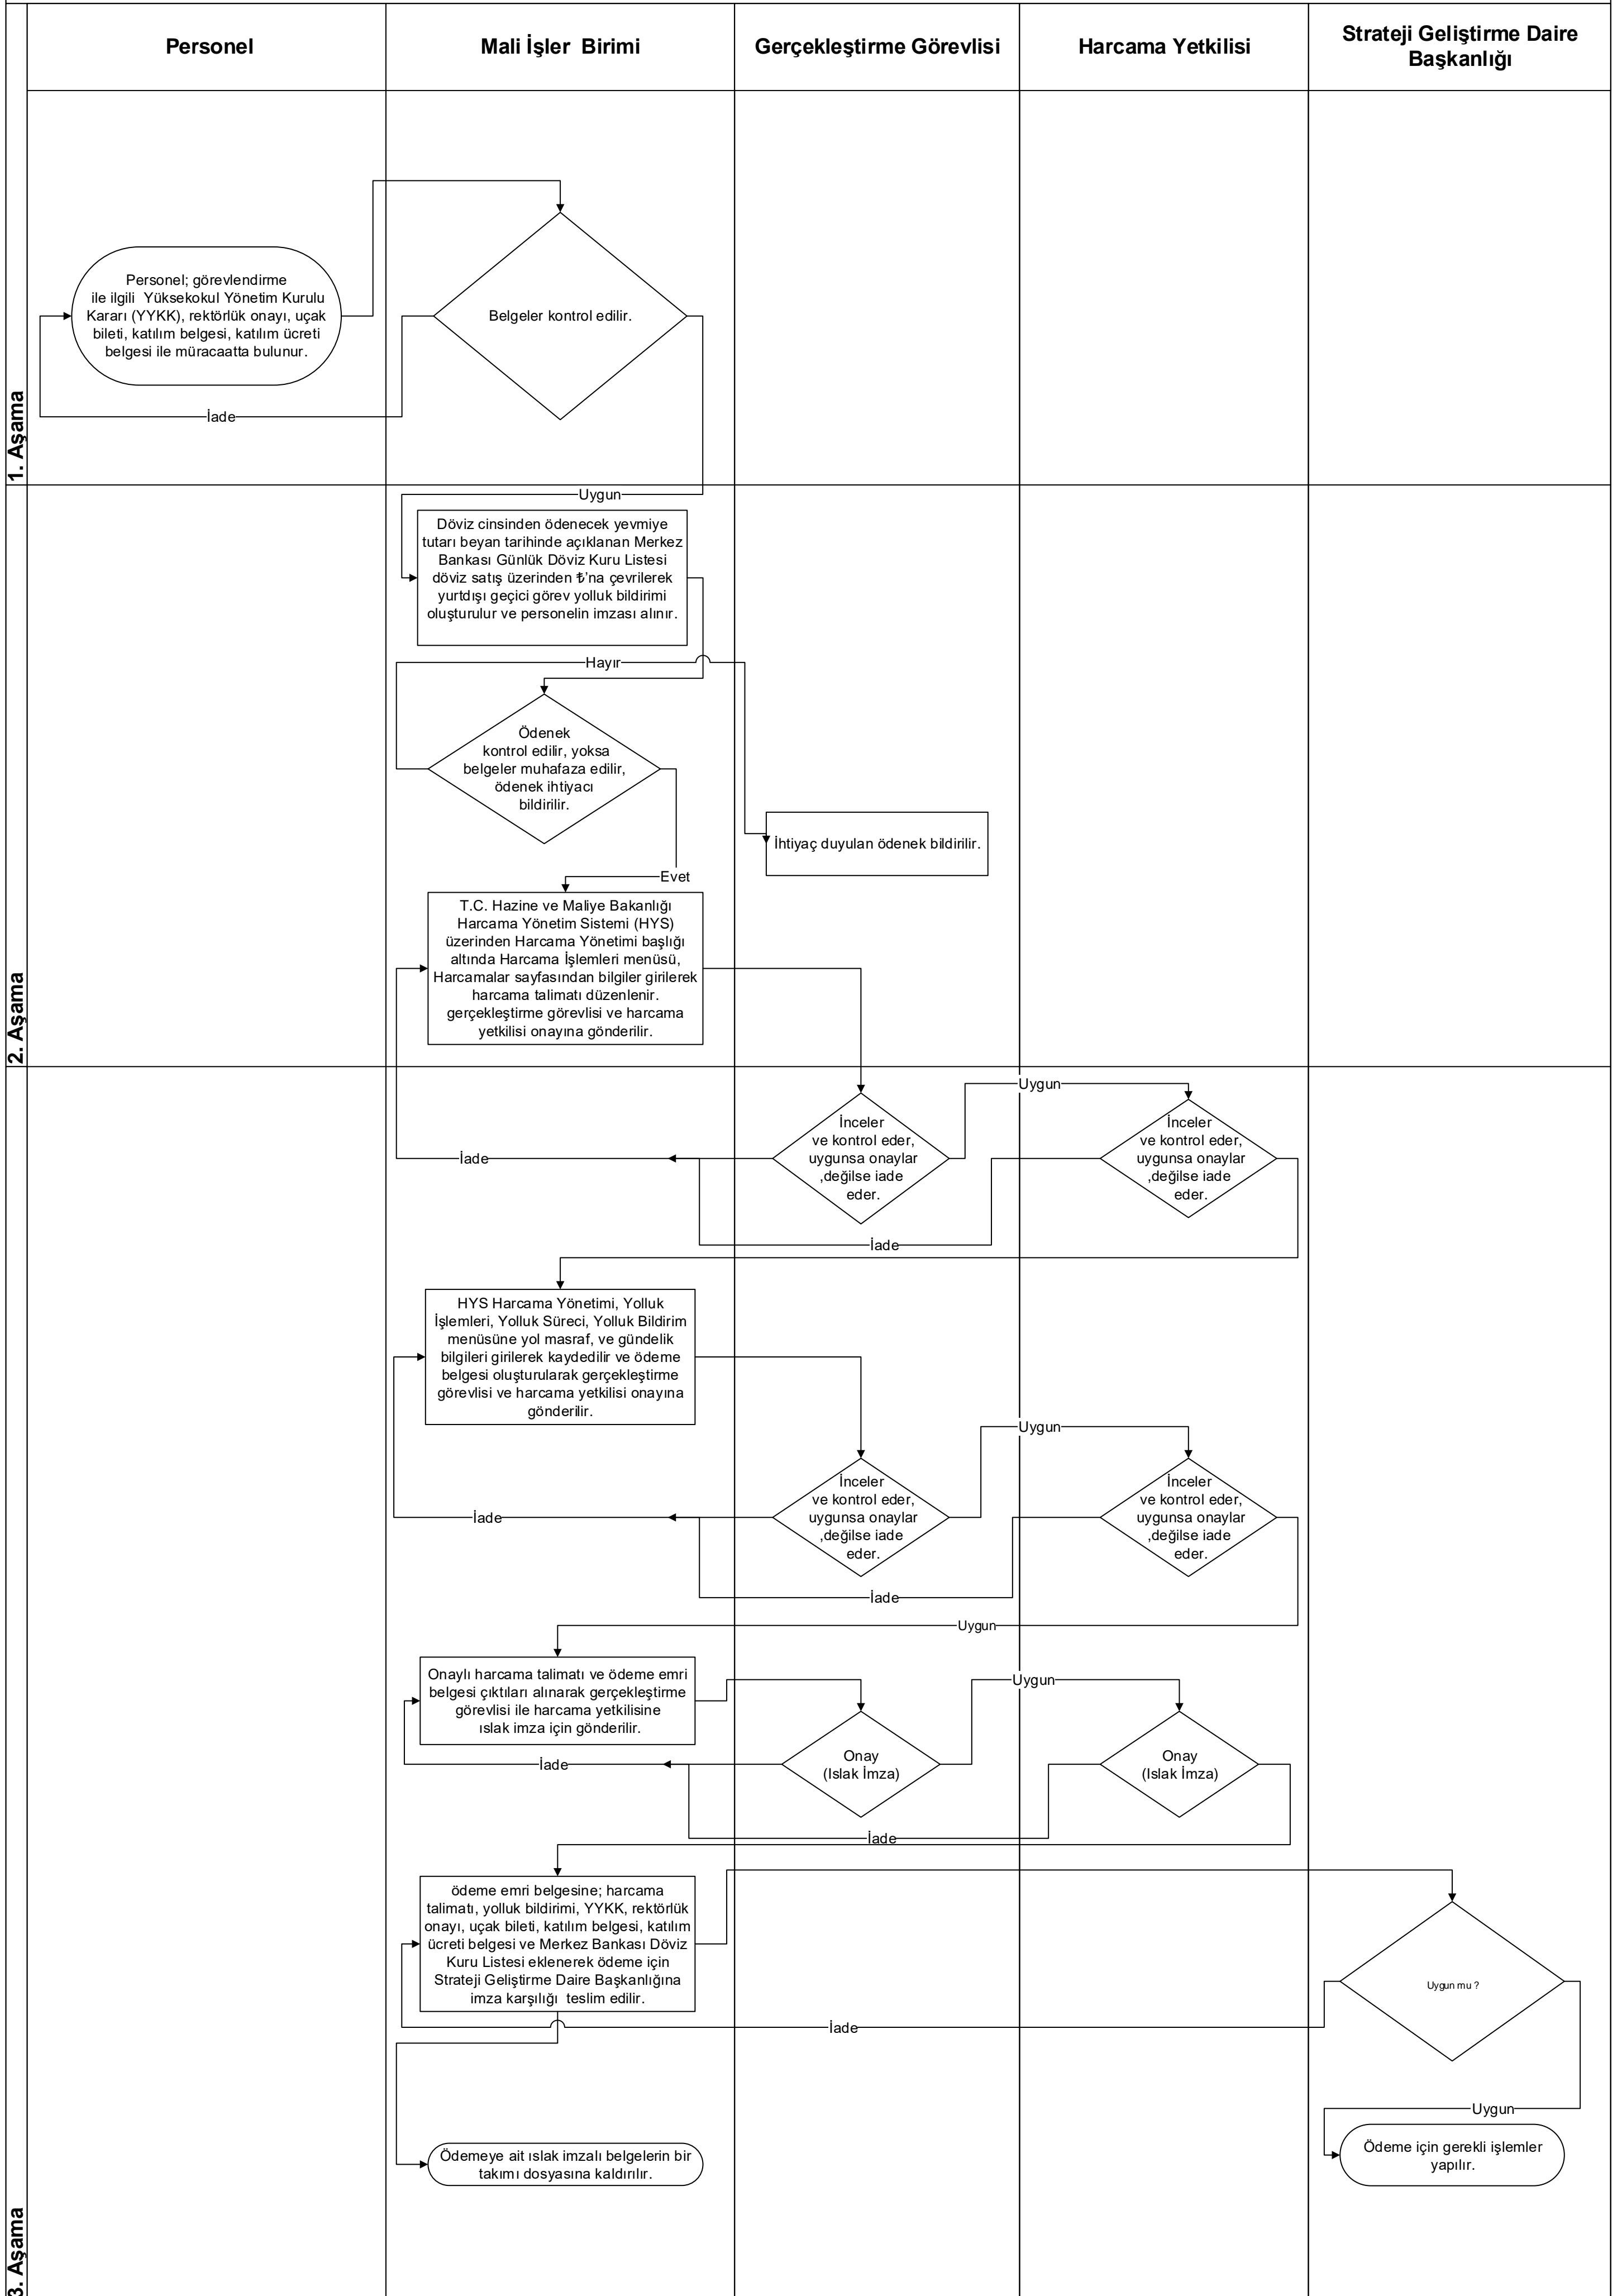 Personel
Mali İşler  Birimi
Gerçekleştirme Görevlisi
Harcama Yetkilisi
Strateji Geliştirme Daire
Başkanlığı
1. Aşama
Personel; görevlendirme
ile ilgili  Yüksekokul Yönetim Kurulu
Kararı (YYKK), rektörlük onayı, uçak
bileti, katılım belgesi, katılım ücreti
belgesi ile müracaatta bulunur.
Belgeler kontrol edilir.
İade
2. Aşama
Uygun
Döviz cinsinden ödenecek yevmiye
tutarı beyan tarihinde açıklanan Merkez
Bankası Günlük Döviz Kuru Listesi
döviz satış üzerinden ₺'na çevrilerek
yurtdışı geçici görev yolluk bildirimi
oluşturulur ve personelin imzası alınır.
Hayır
Ödenek
kontrol edilir, yoksa
belgeler muhafaza edilir,
ödenek ihtiyacı
bildirilir.
İhtiyaç duyulan ödenek bildirilir.
Evet
T.C. Hazine ve Maliye Bakanlığı
Harcama Yönetim Sistemi (HYS)
üzerinden Harcama Yönetimi başlığı
altında Harcama İşlemleri menüsü,
Harcamalar sayfasından bilgiler girilerek
harcama talimatı düzenlenir.
gerçekleştirme görevlisi ve harcama
yetkilisi onayına gönderilir.
3. Aşama
Uygun
İnceler
ve kontrol eder,
uygunsa onaylar
,değilse iade
eder.
İnceler
ve kontrol eder,
uygunsa onaylar
,değilse iade
eder.
İade
İade
HYS Harcama Yönetimi, Yolluk
İşlemleri, Yolluk Süreci, Yolluk Bildirim
menüsüne yol masraf, ve gündelik
bilgileri girilerek kaydedilir ve ödeme
belgesi oluşturularak gerçekleştirme
görevlisi ve harcama yetkilisi onayına
gönderilir.
Uygun
İnceler
ve kontrol eder,
uygunsa onaylar
,değilse iade
eder.
İnceler
ve kontrol eder,
uygunsa onaylar
,değilse iade
eder.
İade
İade
Uygun
Onaylı harcama talimatı ve ödeme emri
belgesi çıktıları alınarak gerçekleştirme
görevlisi ile harcama yetkilisine
ıslak imza için gönderilir.
Uygun
Onay
(Islak İmza)
Onay
(Islak İmza)
İade
İade
ödeme emri belgesine; harcama
talimatı, yolluk bildirimi, YYKK, rektörlük
onayı, uçak bileti, katılım belgesi, katılım
ücreti belgesi ve Merkez Bankası Döviz
Kuru Listesi eklenerek ödeme için
Strateji Geliştirme Daire Başkanlığına
imza karşılığı  teslim edilir.
Uygun mu ?
İade
Uygun
Ödemeye ait ıslak imzalı belgelerin bir
takımı dosyasına kaldırılır.
Ödeme için gerekli işlemler
yapılır.